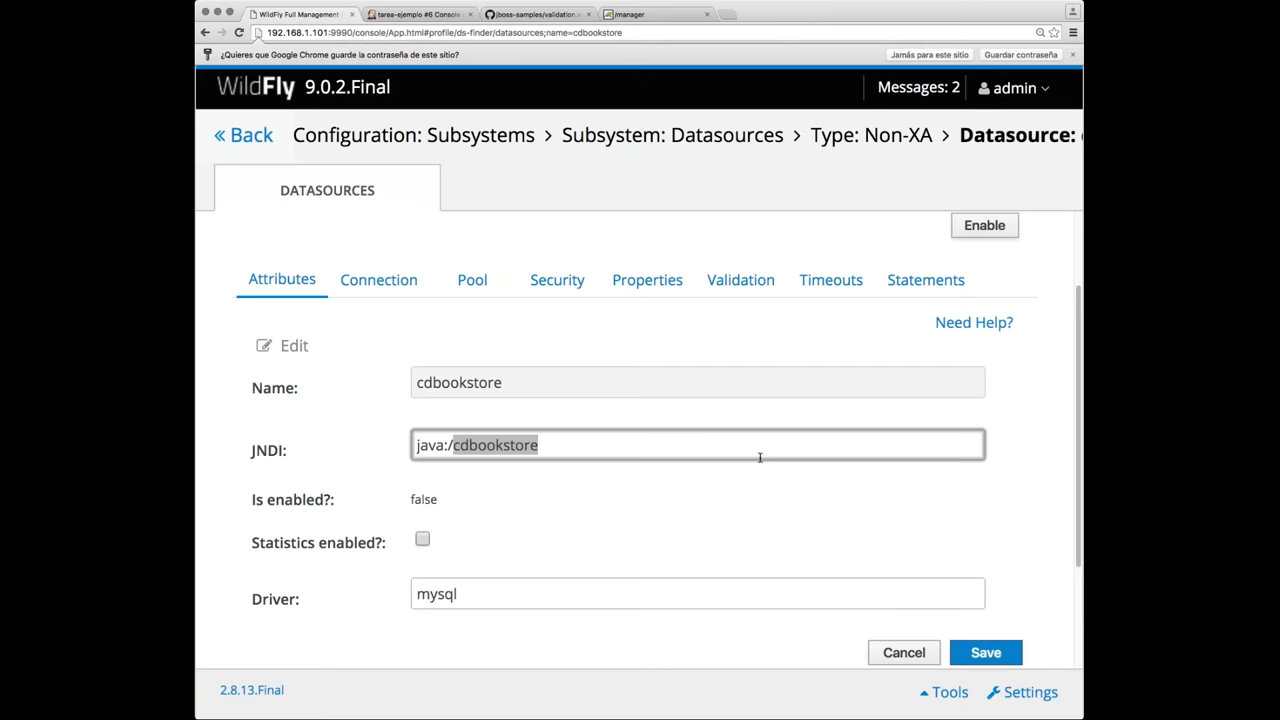 WildFly Full Management
tarea-ejemplo #6 Console
jboss-samples/validation.x
/manager
192.168.1.101:9990/console/App.html#profile/ds-finder/datasources;name=cdbookstore
¿Quieres que Google Chrome guarde la contraseña de este sitio?
Jamás para este sitio
Guardar contraseña
WildFly 9.0.2.Final
Messages: 2
admin
« Back
Configuration: Subsystems > Subsystem: Datasources > Type: Non-XA > Datasource:
DATASOURCES
Enable
Attributes Connection Pool Security Properties Validation Timeouts Statements
Need Help?
Edit
Name: cdbookstore
JNDI: java:/cdbookstore
Is enabled?: false
Statistics enabled?:
Driver: mysql
Cancel Save
2.8.13.Final
Tools Settings